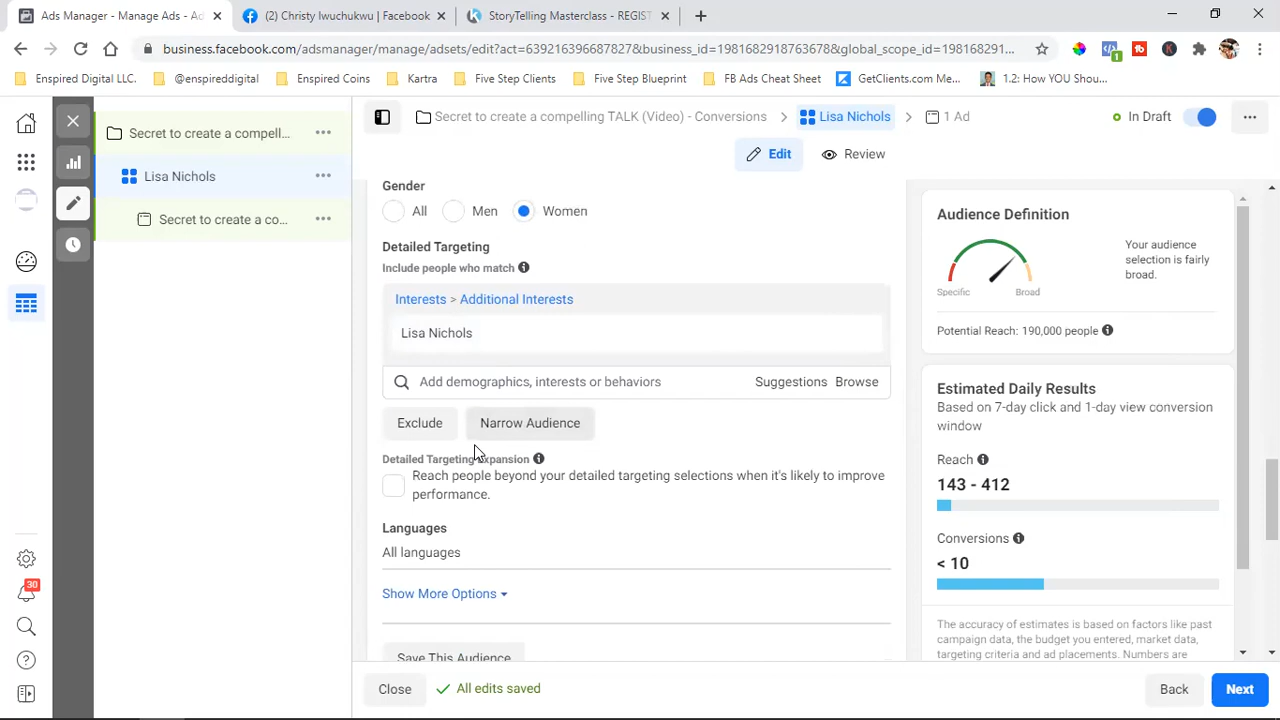 Ads Manager - Manage Ads - Ads
(2) Christy Iwuchukwu | Facebook
StoryTelling Masterclass - REGIST
business.facebook.com/adsmanager/manage/assets/edit?act=639216396687827&business_id=1981682918763678&global_scope_id=198168291...
Enspired Digital LLC.
@enspireddigital
Enspired Coins
Kartra
Five Step Clients
Five Step Blueprint
FB Ads Cheat Sheet
GetClients.com Me...
1.2: How YOU Shou...
Secret to create a compell...
Lisa Nichols
Secret to create a co...
30
Secret to create a compelling TALK (Video) - Conversions
Lisa Nichols
1 Ad
In Draft
Edit
Review
Gender
All
Men
Women
Detailed Targeting
Include people who match
Interests > Additional Interests
Lisa Nichols
Add demographics, interests or behaviors
Suggestions
Browse
Exclude
Narrow Audience
Detailed Targeting Expansion
Reach people beyond your detailed targeting selections when it's likely to improve
performance.
Languages
All languages
Show More Options
Save This Audience
Close
All edits saved
Back
Next
Audience Definition
Your audience
selection is fairly
broad.
Specific
Broad
Potential Reach: 190,000 people
Estimated Daily Results
Based on 7-day click and 1-day view conversion
window
Reach
143 - 412
Conversions
< 10
The accuracy of estimates is based on factors like past
campaign data, the budget you entered, market data,
targeting criteria and ad placements. Numbers are